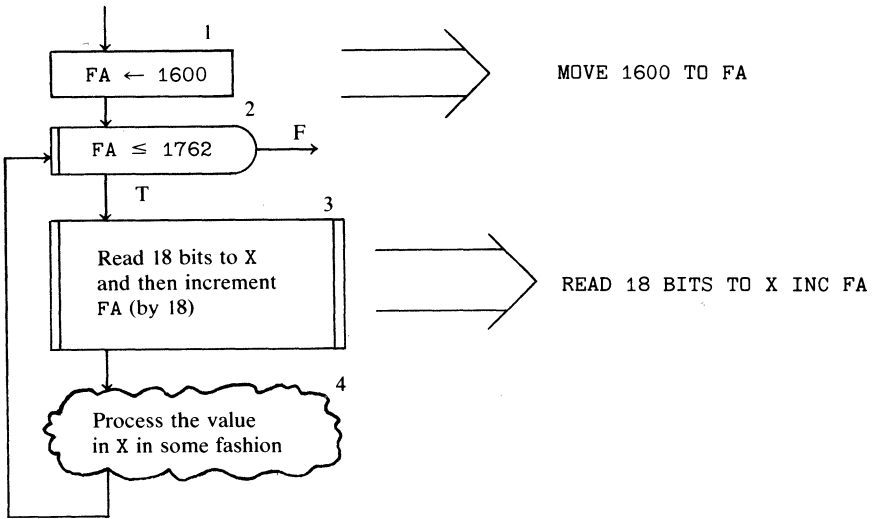 1
FA ← 1600
MOVE 1600 TO FA
2
FA ≤ 1762
F
T
3
Read 18 bits to X
and then increment
FA (by 18)
READ 18 BITS TO X INC FA
4
Process the value
in X in some fashion